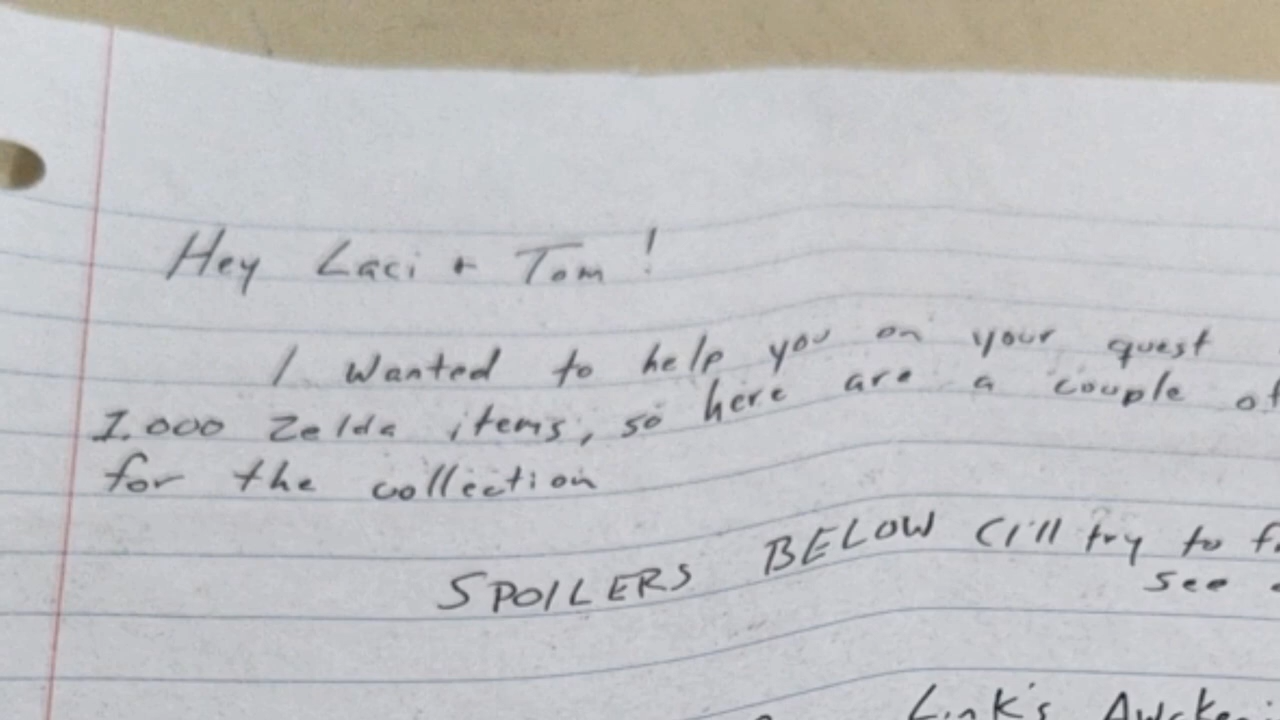 Hey Laci + Tom!
I wanted to help you on your quest
1,000 Zelda items, so here are a couple of
for the collection
SPOILERS BELOW (I'll try to
see
Link's